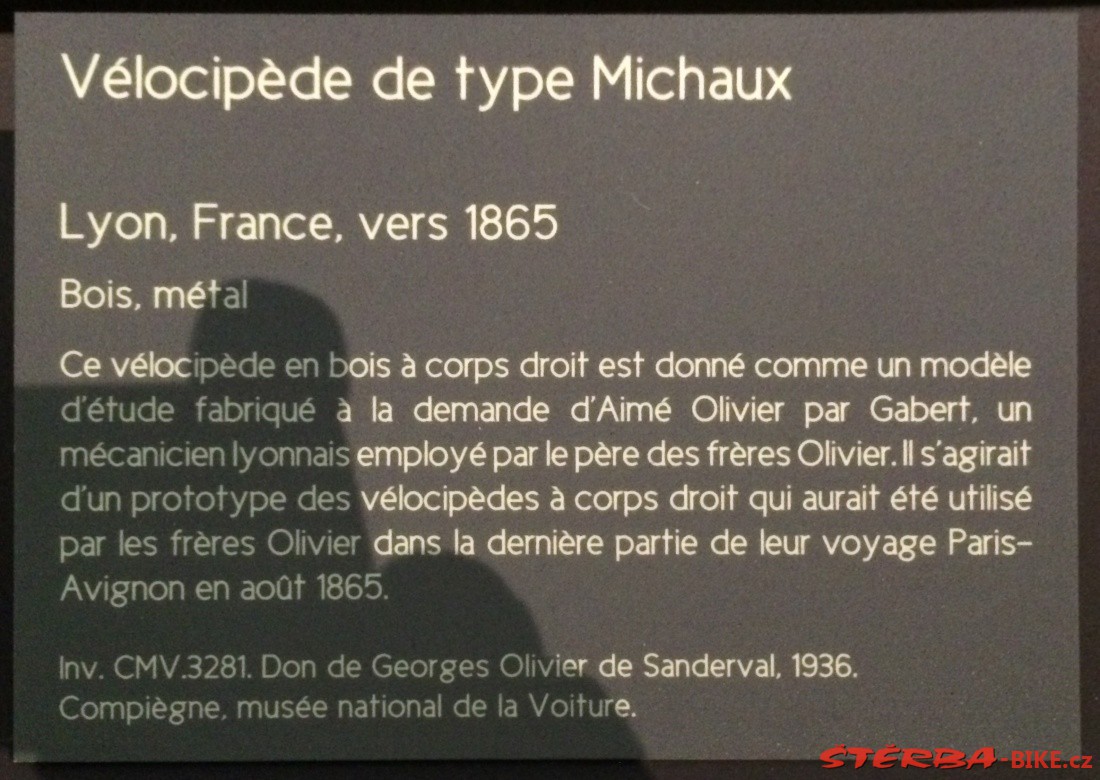 Vélocipède de type Michaux
Lyon, France, vers 1865
Bois, métal
Ce vélocipède en bois à corps droit est donné comme un modèle
d'étude fabriqué à la demande d'Aimé Olivier par Gabert, un
mécanicien lyonnais employé par le père des frères Olivier. Il s'agirait
d'un prototype des vélocipèdes à corps droit qui aurait été utilisé
par les frères Olivier dans la dernière partie de leur voyage Paris-
Avignon en août 1865.
Inv. CMV.3281. Don de Georges Olivier de Sanderval, 1936.
Compiègne, musée national de la Voiture.
ŠTĚRBA-BIKE.cz